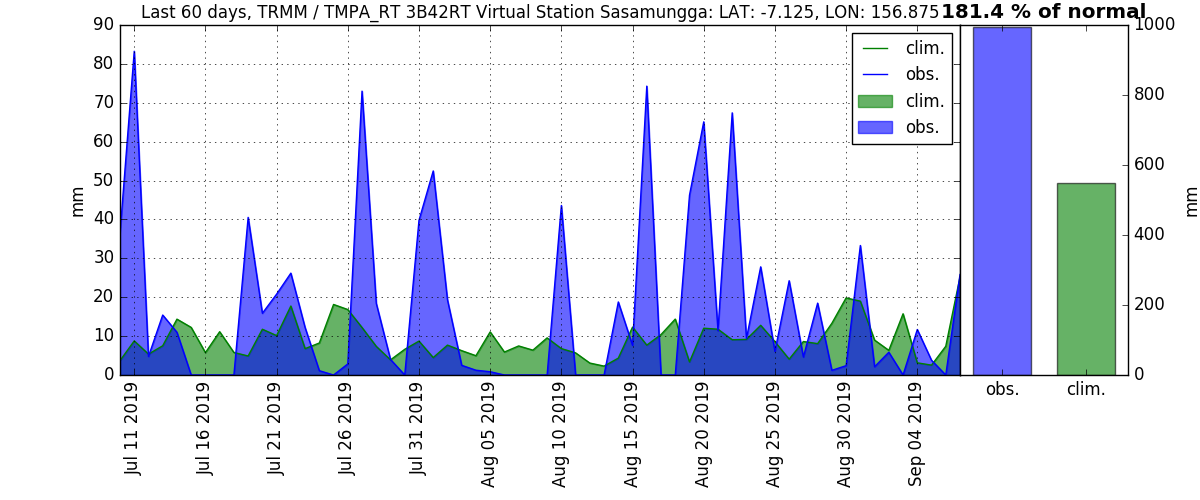 Last 60 days, TRMM / TMPA_RT 3B42RT Virtual Station Sasamungga: LAT: -7.125, LON: 156.875
181.4 % of normal
90
80
70
60
50
40
30
20
10
0
mm
clim.
obs.
clim.
obs.
Jul 11 2019
Jul 16 2019
Jul 21 2019
Jul 26 2019
Jul 31 2019
Aug 05 2019
Aug 10 2019
Aug 15 2019
Aug 20 2019
Aug 25 2019
Aug 30 2019
Sep 04 2019
1000
800
600
400
200
0
mm
obs.
clim.